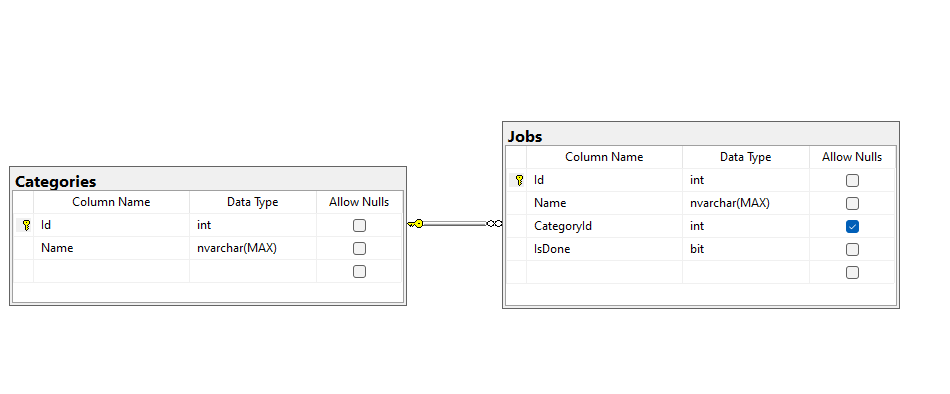 Categories
Column Name Data Type Allow Nulls
Id int
Name nvarchar(MAX)
Jobs
Column Name Data Type Allow Nulls
Id int
Name nvarchar(MAX)
CategoryId int
IsDone bit